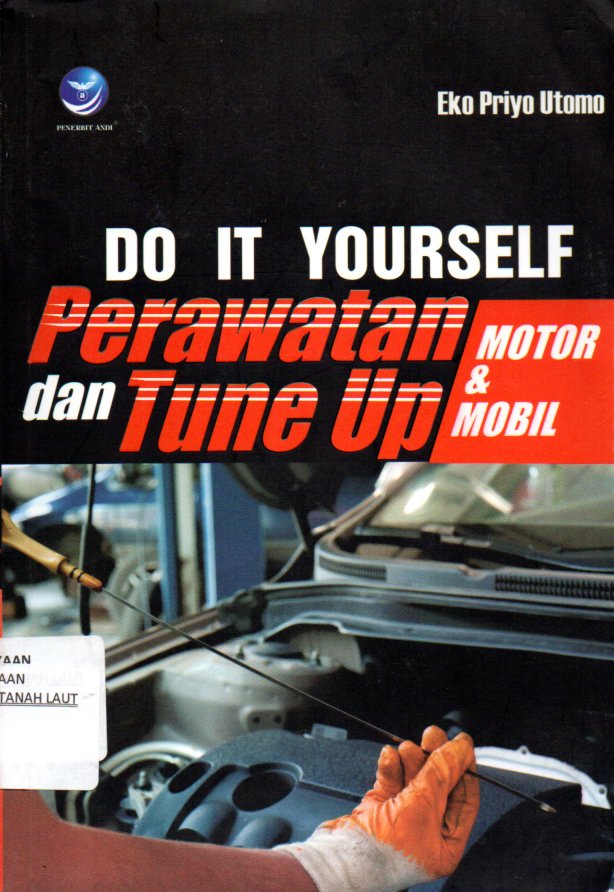 Eko Priyo Utomo
PENERBIT ANDI
DO IT YOURSELF
Perawatan
dan Tune Up
MOTOR
&
MOBIL
AAN
TANAH LAUT